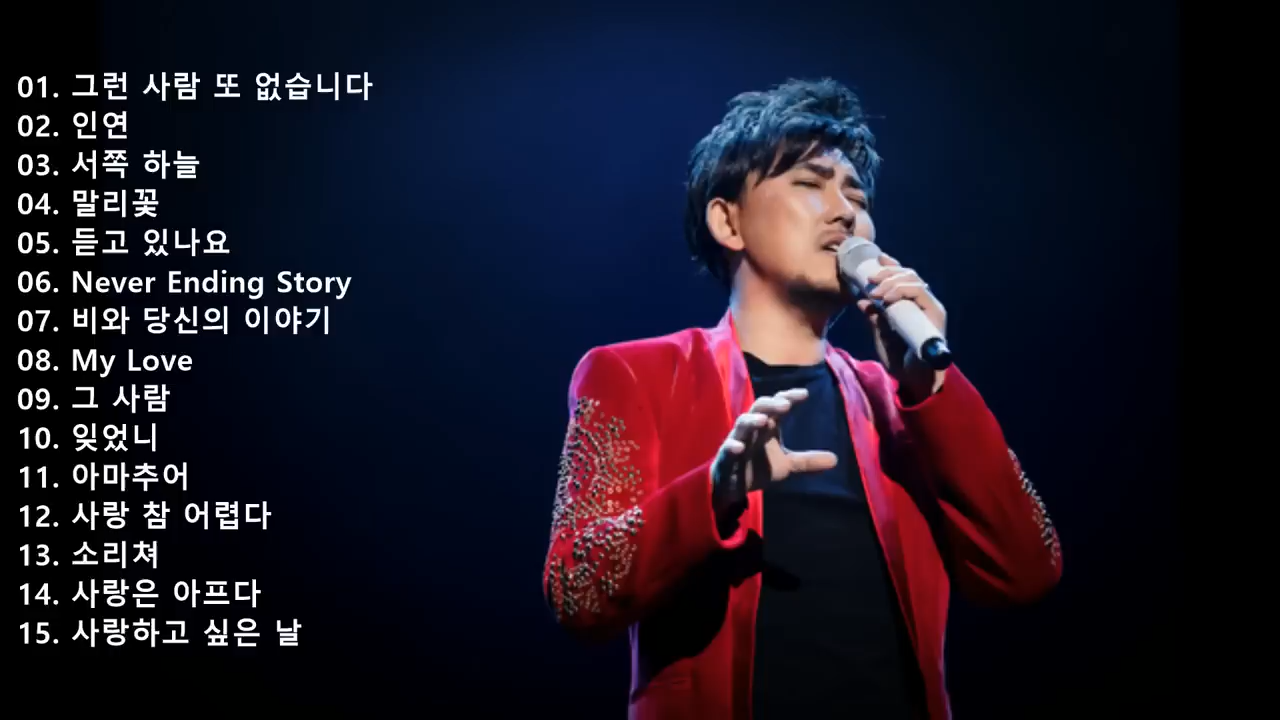 01. 그런 사람 또 없습니다
02. 인연
03. 서쪽 하늘
04. 말리꽃
05. 듣고 있나요
06. Never Ending Story
07. 비와 당신의 이야기
08. My Love
09. 그 사람
10. 잊었니
11. 아마추어
12. 사랑 참 어렵다
13. 소리쳐
14. 사랑은 아프다
15. 사랑하고 싶은 날